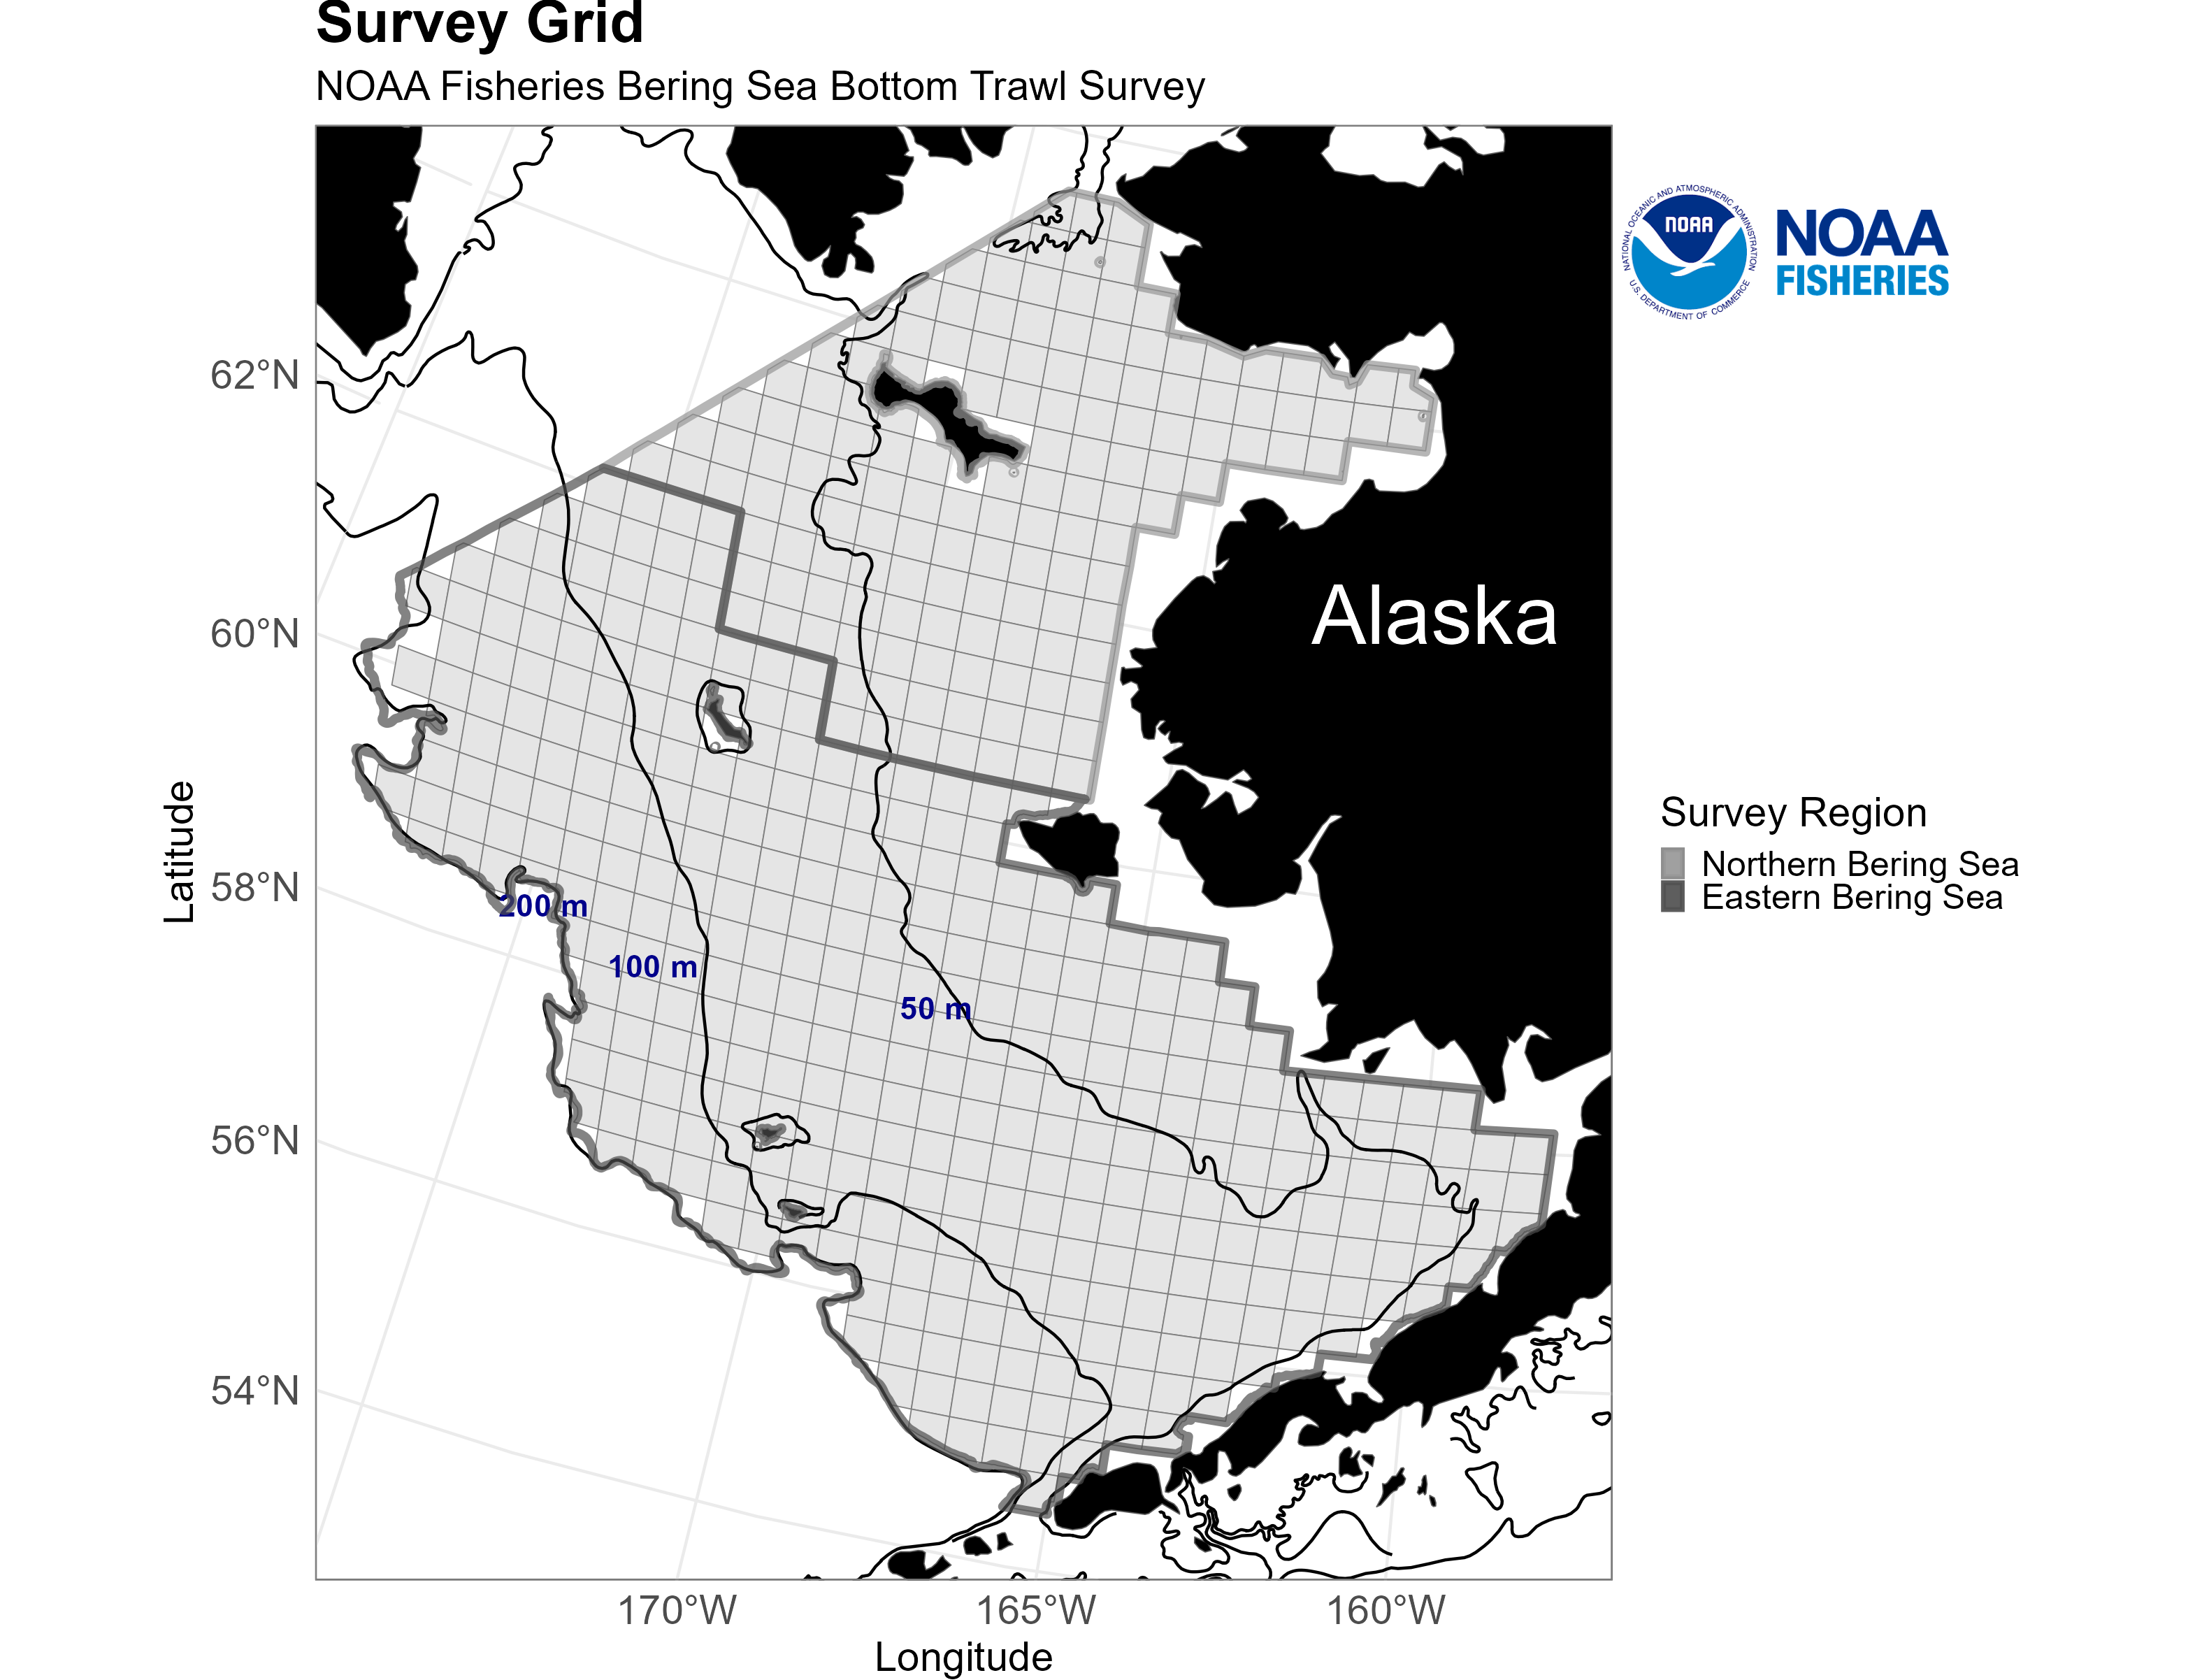 Survey Grid
NOAA Fisheries Bering Sea Bottom Trawl Survey
NATIONAL OCEANIC AND ATMOSPHERIC ADMINISTRATION
U.S. DEPARTMENT OF COMMERCE
NOAA
NOAA
FISHERIES
62°N
60°N
58°N
56°N
54°N
Latitude
Alaska
200 m
100 m
50 m
Survey Region
Northern Bering Sea
Eastern Bering Sea
170°W
165°W
160°W
Longitude